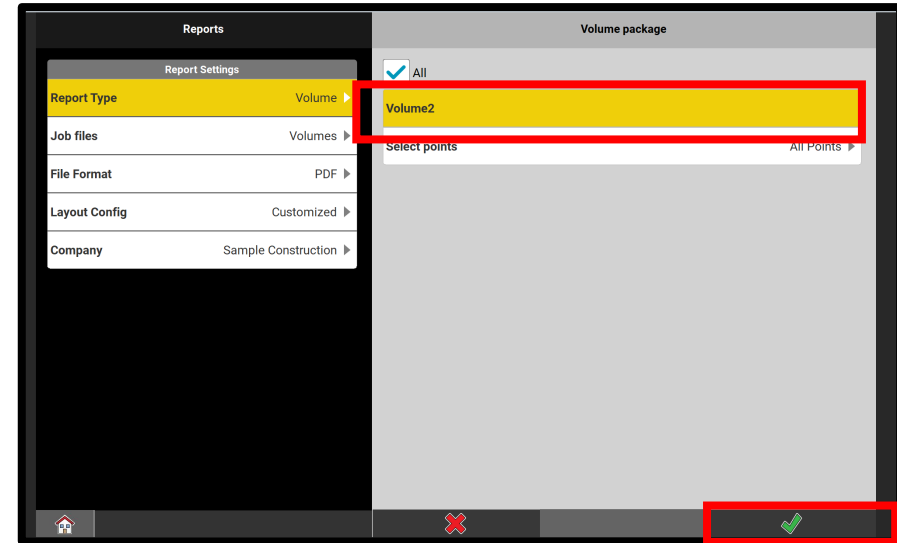 Reports
Volume package
Report Settings
Report Type Volume
Job files Volumes
File Format PDF
Layout Config Customized
Company Sample Construction
All
Volume2
Select points All Points